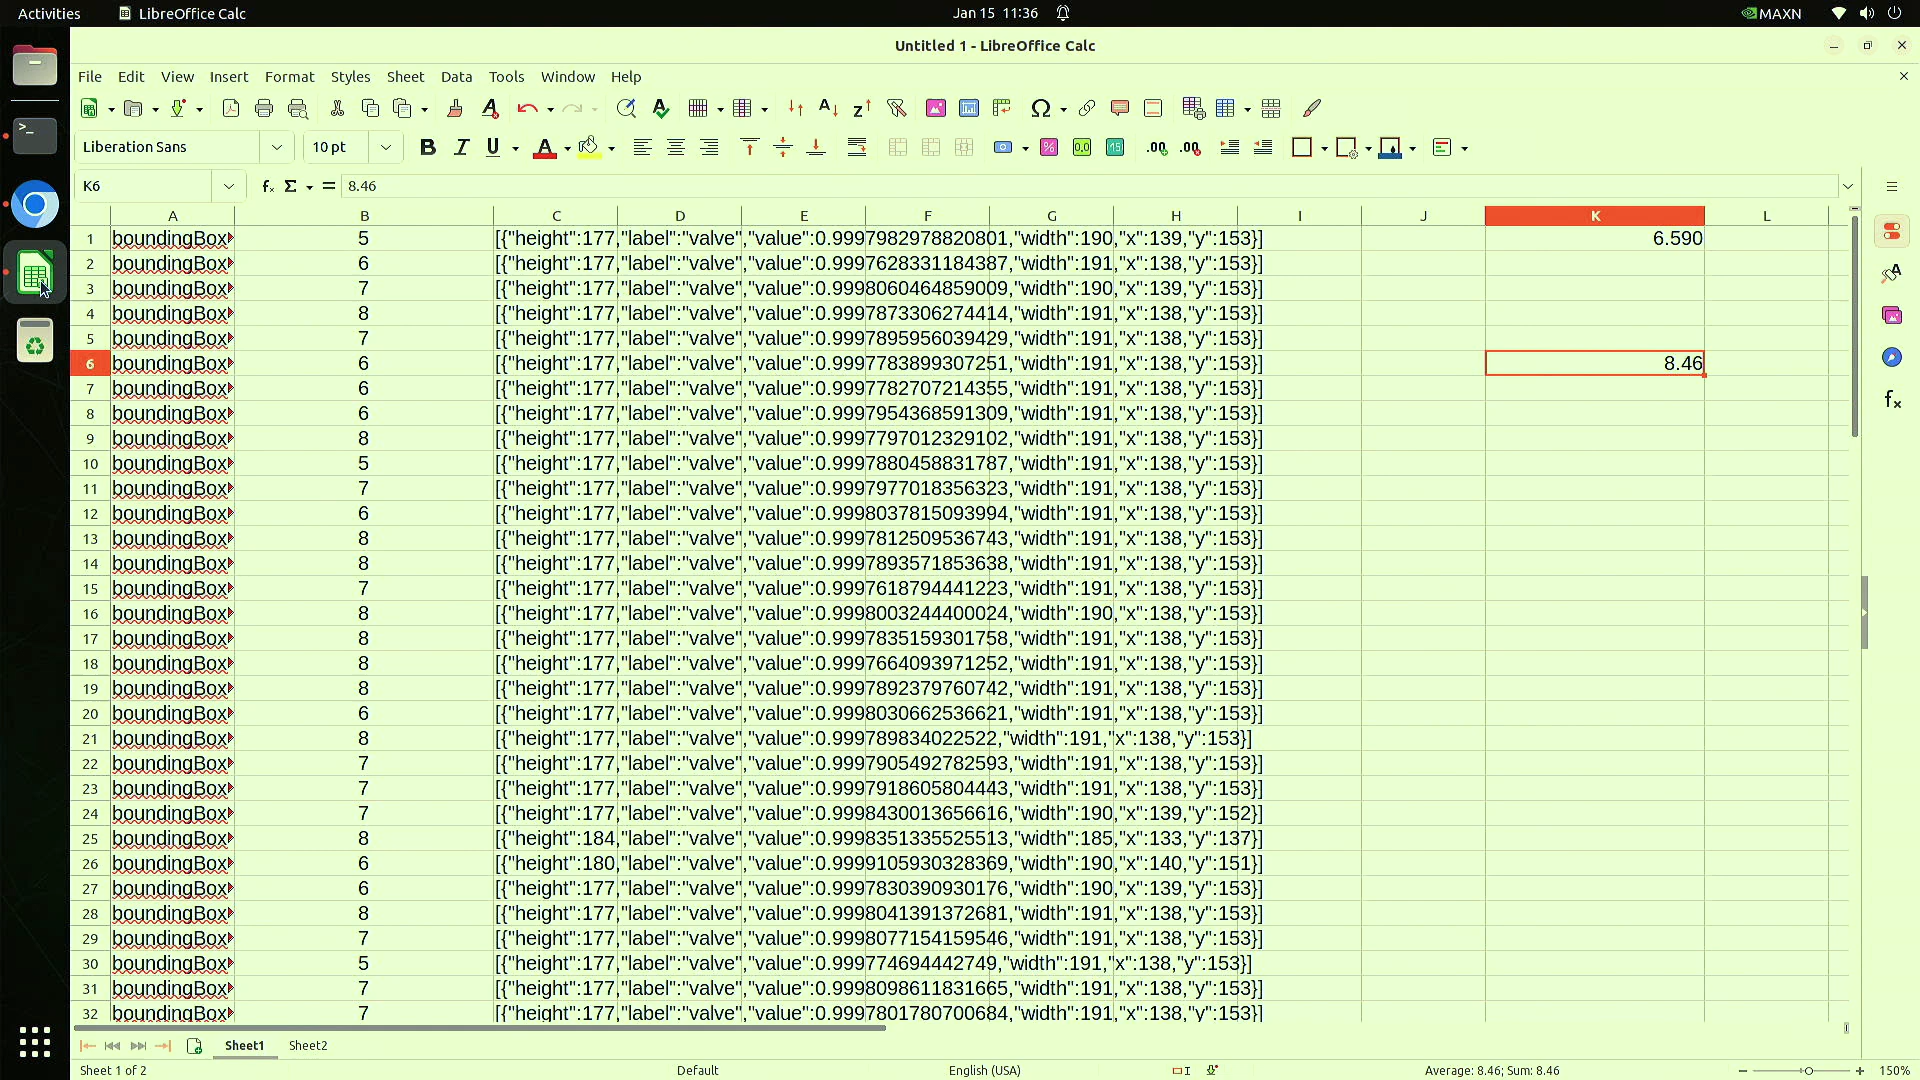 Activities LibreOffice Calc Jan 15 11:36 MAXN
Untitled 1 - LibreOffice Calc
File Edit View Insert Format Styles Sheet Data Tools Window Help
Liberation Sans 10 pt
K6 8.46
A B C D E F G H I J K L
1 boundingBox 5 [{"height":177,"label":"valve","value":0.9997982978820801,"width":190,"x":139,"y":153}] 6.590
2 boundingBox 6 [{"height":177,"label":"valve","value":0.9997628331184387,"width":191,"x":138,"y":153}]
3 boundingBox 7 [{"height":177,"label":"valve","value":0.9998060464859009,"width":190,"x":139,"y":153}]
4 boundingBox 8 [{"height":177,"label":"valve","value":0.9997873306274414,"width":191,"x":138,"y":153}]
5 boundingBox 7 [{"height":177,"label":"valve","value":0.9997895956039429,"width":191,"x":138,"y":153}]
6 boundingBox 6 [{"height":177,"label":"valve","value":0.9997783899307251,"width":191,"x":138,"y":153}] 8.46
7 boundingBox 6 [{"height":177,"label":"valve","value":0.9997782707214355,"width":191,"x":138,"y":153}]
8 boundingBox 6 [{"height":177,"label":"valve","value":0.9997954368591309,"width":191,"x":138,"y":153}]
9 boundingBox 8 [{"height":177,"label":"valve","value":0.9997797012329102,"width":191,"x":138,"y":153}]
10 boundingBox 5 [{"height":177,"label":"valve","value":0.9997880458831787,"width":191,"x":138,"y":153}]
11 boundingBox 7 [{"height":177,"label":"valve","value":0.9997977018356323,"width":191,"x":138,"y":153}]
12 boundingBox 6 [{"height":177,"label":"valve","value":0.9998037815093994,"width":191,"x":138,"y":153}]
13 boundingBox 8 [{"height":177,"label":"valve","value":0.9997812509536743,"width":191,"x":138,"y":153}]
14 boundingBox 8 [{"height":177,"label":"valve","value":0.9997893571853638,"width":191,"x":138,"y":153}]
15 boundingBox 7 [{"height":177,"label":"valve","value":0.9997618794441223,"width":191,"x":138,"y":153}]
16 boundingBox 8 [{"height":177,"label":"valve","value":0.9998003244400024,"width":190,"x":138,"y":153}]
17 boundingBox 8 [{"height":177,"label":"valve","value":0.9997835159301758,"width":191,"x":138,"y":153}]
18 boundingBox 8 [{"height":177,"label":"valve","value":0.9997664093971252,"width":191,"x":138,"y":153}]
19 boundingBox 8 [{"height":177,"label":"valve","value":0.9997892379760742,"width":191,"x":138,"y":153}]
20 boundingBox 6 [{"height":177,"label":"valve","value":0.9998030662536621,"width":191,"x":138,"y":153}]
21 boundingBox 8 [{"height":177,"label":"valve","value":0.999789834022522,"width":191,"x":138,"y":153}]
22 boundingBox 7 [{"height":177,"label":"valve","value":0.9997905492782593,"width":191,"x":138,"y":153}]
23 boundingBox 7 [{"height":177,"label":"valve","value":0.9997918605804443,"width":191,"x":138,"y":153}]
24 boundingBox 7 [{"height":177,"label":"valve","value":0.9998430013656616,"width":190,"x":139,"y":152}]
25 boundingBox 8 [{"height":184,"label":"valve","value":0.9998351335525513,"width":185,"x":133,"y":137}]
26 boundingBox 6 [{"height":180,"label":"valve","value":0.9999105930328369,"width":190,"x":140,"y":151}]
27 boundingBox 6 [{"height":177,"label":"valve","value":0.9997830390930176,"width":190,"x":139,"y":153}]
28 boundingBox 8 [{"height":177,"label":"valve","value":0.9998041391372681,"width":191,"x":138,"y":153}]
29 boundingBox 7 [{"height":177,"label":"valve","value":0.9998077154159546,"width":191,"x":138,"y":153}]
30 boundingBox 5 [{"height":177,"label":"valve","value":0.999774694442749,"width":191,"x":138,"y":153}]
31 boundingBox 7 [{"height":177,"label":"valve","value":0.9998098611831665,"width":191,"x":138,"y":153}]
32 boundingBox 7 [{"height":177,"label":"valve","value":0.9997801780700684,"width":191,"x":138,"y":153}]
Sheet1 Sheet2
Sheet 1 of 2 Default English (USA) Average: 8.46; Sum: 8.46 150%